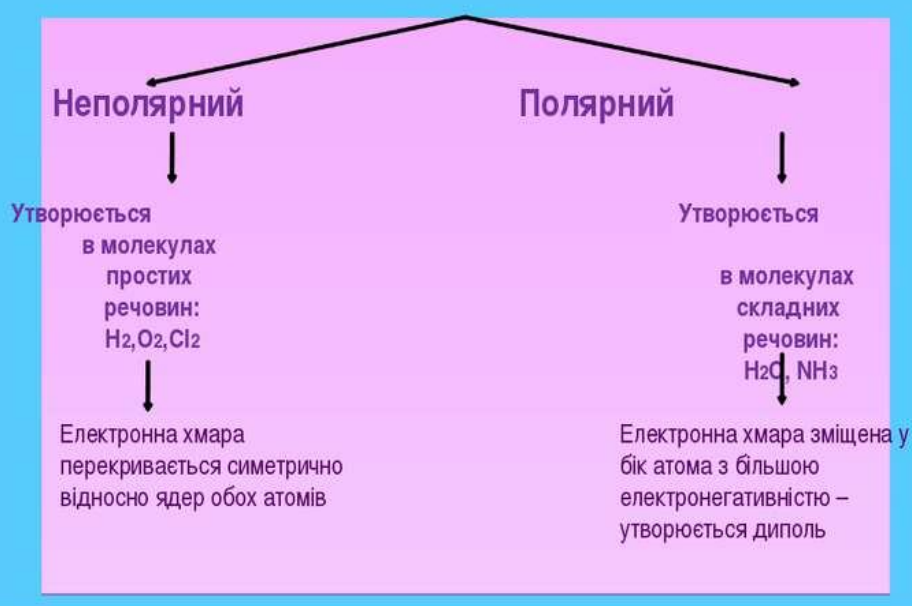 Неполярний
Полярний
Утворюється
в молекулах
простих
речовин:
H2,O2,Cl2
Електронна хмара
перекривається симетрично
відносно ядер обох атомів
Утворюється
в молекулах
складних
речовин:
H2O, NH3
Електронна хмара зміщена у
бік атома з більшою
електронегативністю –
утворюється диполь